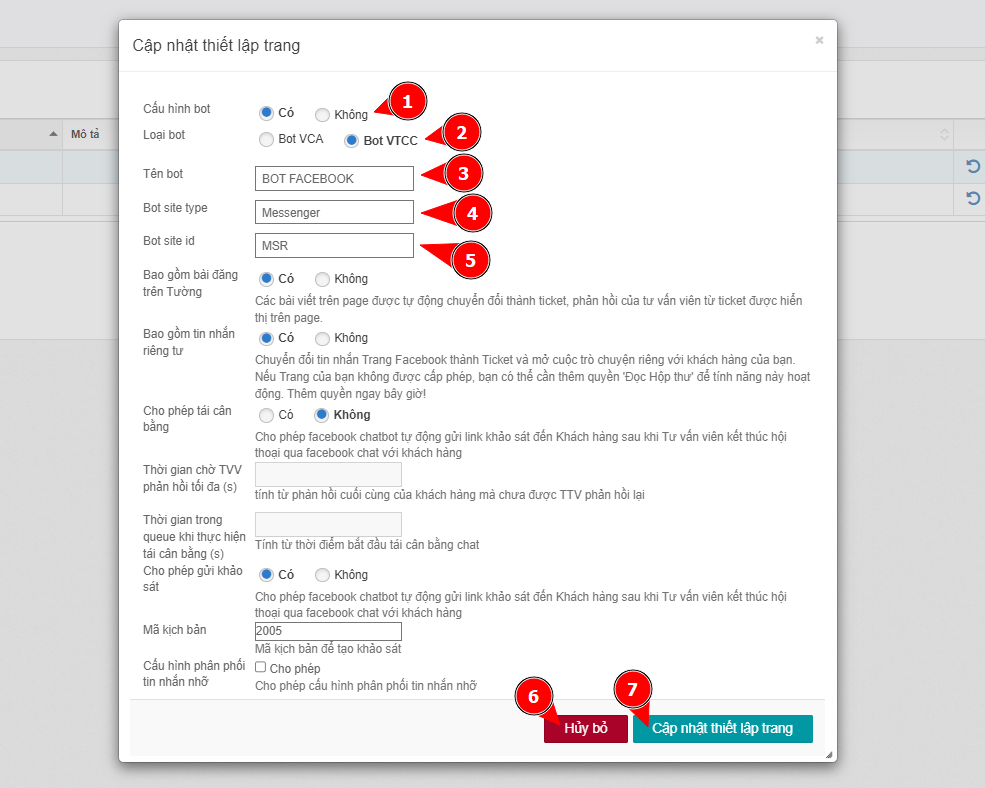 Cập nhật thiết lập trang ×
Mô tả
Cấu hình bot Có Không 1
Loại bot Bot VCA Bot VTCC 2
Tên bot BOT FACEBOOK 3
Bot site type Messenger 4
Bot site id MSR 5
Bao gồm bài đăng Có Không
trên Tường
Các bài viết trên page được tự động chuyển đổi thành ticket, phản hồi của tư vấn viên từ ticket được hiển
thị trên page.
Bao gồm tin nhắn Có Không
riêng tư
Chuyển đổi tin nhắn Trang Facebook thành Ticket và mở cuộc trò chuyện riêng với khách hàng của bạn.
Nếu Trang của bạn không được cấp phép, bạn có thể cần thêm quyền 'Đọc Hộp thư' để tính năng này hoạt
động. Thêm quyền ngay bây giờ!
Cho phép tái cân Có Không
bằng
Cho phép facebook chatbot tự động gửi link khảo sát đến Khách hàng sau khi Tư vấn viên kết thúc hội
thoại qua facebook chat với khách hàng
Thời gian chờ TVV
phản hồi tối đa (s)
tính từ phản hồi cuối cùng của khách hàng mà chưa được TTV phản hồi lại
Thời gian trong
queue khi thực hiện
tái cân bằng (s)
Tính từ thời điểm bắt đầu tái cân bằng chat
Cho phép gửi khảo Có Không
sát
Cho phép facebook chatbot tự động gửi link khảo sát đến Khách hàng sau khi Tư vấn viên kết thúc hội
thoại qua facebook chat với khách hàng
Mã kịch bản 2005
Mã kịch bản để tạo khảo sát
Cấu hình phân phối Cho phép
tin nhắn nhỡ
Cho phép cấu hình phân phối tin nhắn nhỡ
6 7
Hủy bỏ Cập nhật thiết lập trang